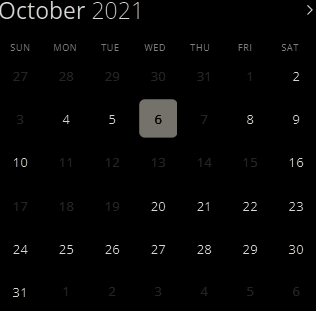 October 2021
SUN MON TUE WED THU FRI SAT
27 28 29 30 31 1 2
3 4 5 6 7 8 9
10 11 12 13 14 15 16
17 18 19 20 21 22 23
24 25 26 27 28 29 30
31 1 2 3 4 5 6